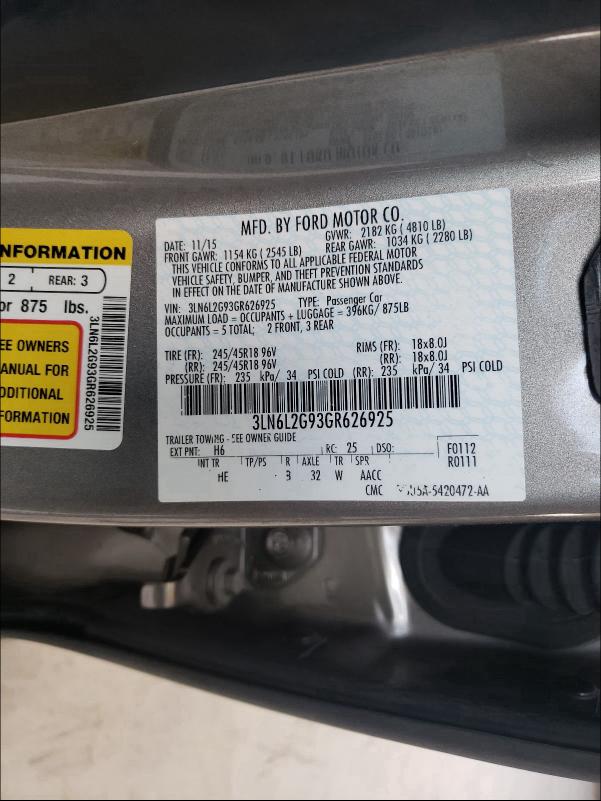 NFORMATION
2 REAR: 3
or 875 lbs.
EE OWNERS
MANUAL FOR
DDITIONAL
FORMATION
3LN6L2G93GR626925
MFD. BY FORD MOTOR CO.
DATE: 11/15 GVWR: 2182 KG ( 4810 LB)
FRONT GAWR: 1154 KG ( 2545 LB) REAR GAWR: 1034 KG ( 2280 LB)
THIS VEHICLE CONFORMS TO ALL APPLICABLE FEDERAL MOTOR
VEHICLE SAFETY, BUMPER, AND THEFT PREVENTION STANDARDS
IN EFFECT ON THE DATE OF MANUFACTURE SHOWN ABOVE.
VIN: 3LN6L2G93GR626925 TYPE: Passenger Car
MAXIMUM LOAD = OCCUPANTS + LUGGAGE = 396KG/ 875LB
OCCUPANTS = 5 TOTAL; 2 FRONT, 3 REAR
TIRE (FR): 245/45R18 96V RIMS (FR): 18x8.0J
(RR): 245/45R18 96V (RR): 18x8.0J
PRESSURE (FR): 235 kPa/ 34 PSI COLD (RR): 235 kPa/ 34 PSI COLD
3LN6L2G93GR626925
TRAILER TOWING - SEE OWNER GUIDE
EXT PNT: H6 RC: 25 DSO: F0112
R0111
INT TR TP/PS R AXLE TR SPR
HE 32 W AACC
CMC U5A-5420472-AA